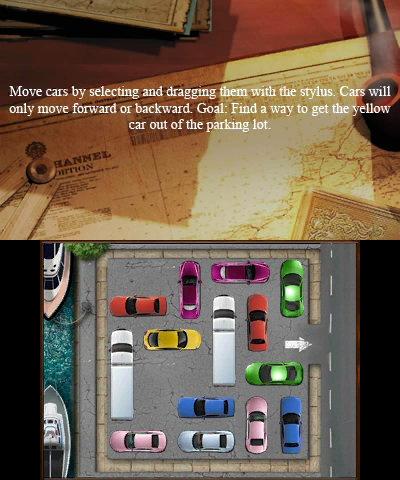 Move cars by selecting and dragging them with the stylus. Cars will
only move forward or backward. Goal: Find a way to get the yellow
car out of the parking lot.
HANNEL